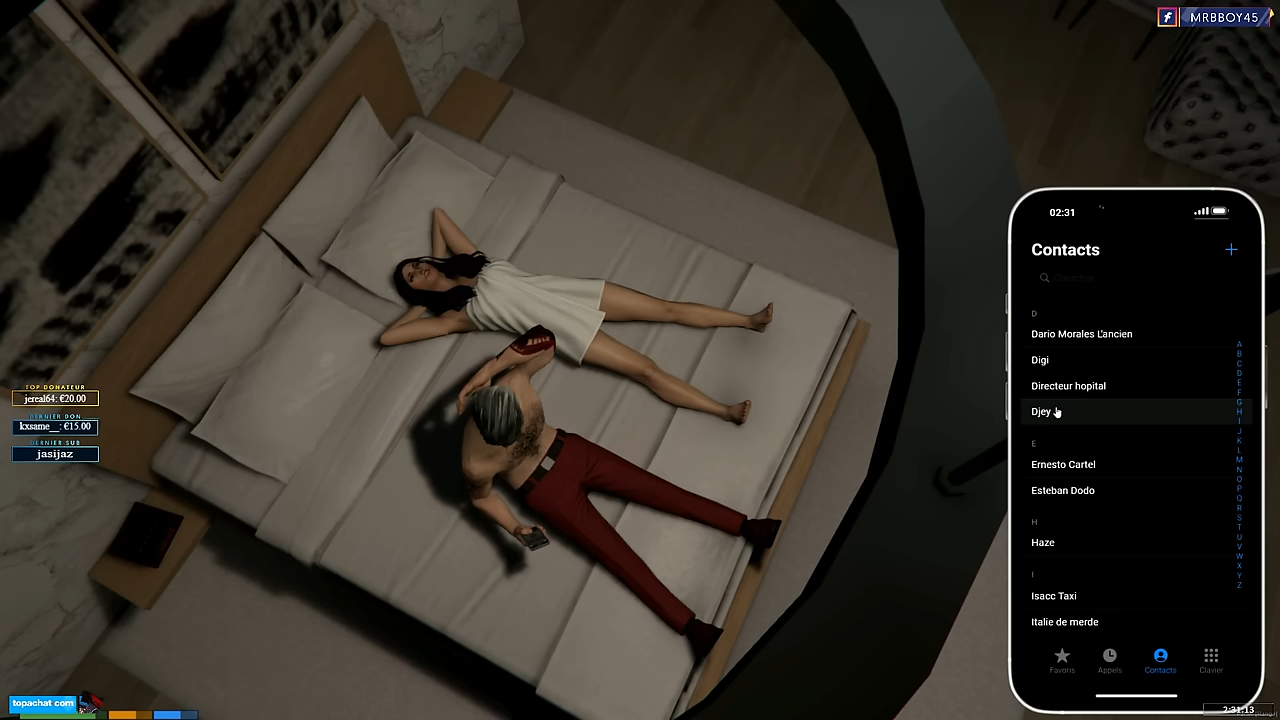 MRBBOY45
02:31
Contacts
Chercher
D
Dario Morales L'ancien
Digi
Directeur hopital
Djey
E
Ernesto Cartel
Esteban Dodo
H
Haze
I
Isacc Taxi
Italie de merde
A
B
C
D
E
F
G
H
I
J
K
L
M
N
O
P
Q
R
S
T
U
V
W
X
Y
Z
Favoris
Appels
Contacts
Clavier
TOP DONATEUR
jereal64: €20.00
DERNIER DON
kxsame__: €15.00
DERNIER SUB
jasijaz
topachat com
2:31:13